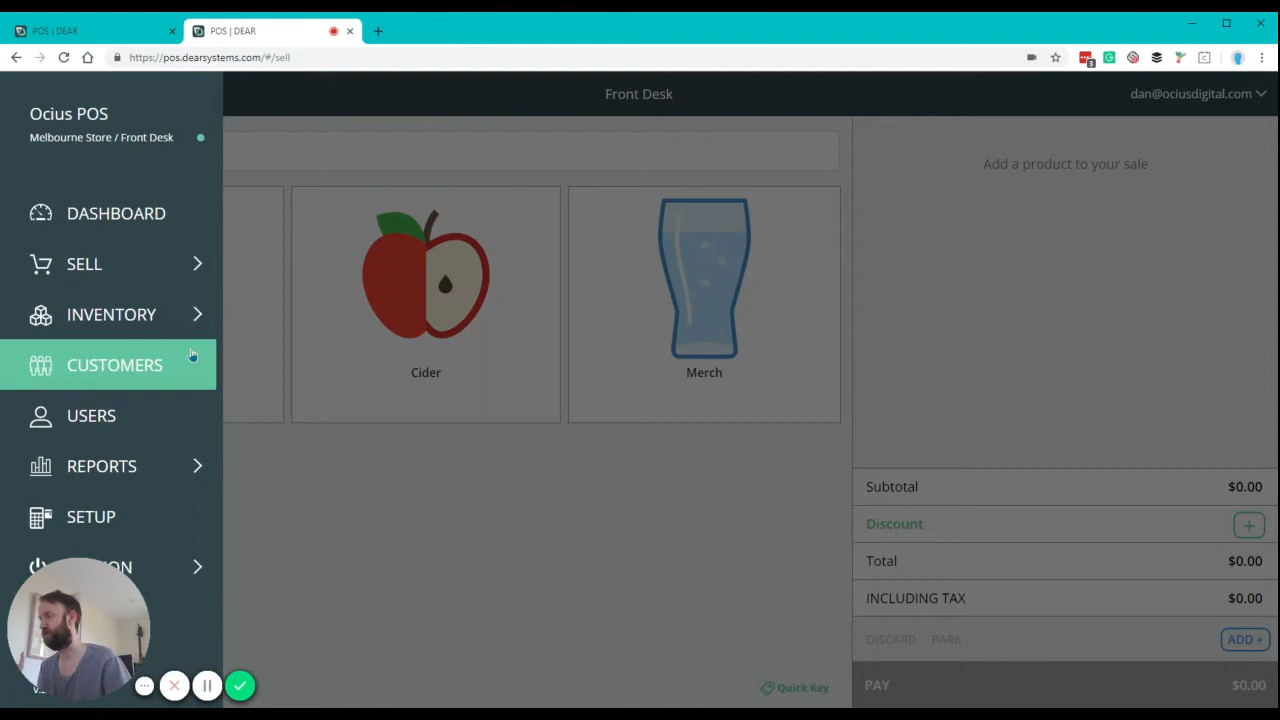 POS | DEAR
POS | DEAR
https://pos.dearsystems.com/#/sell
3
Ocius POS
Melbourne Store / Front Desk
Front Desk
dan@ociusdigital.com
DASHBOARD
SELL
INVENTORY
CUSTOMERS
USERS
REPORTS
SETUP
Cider
Merch
Add a product to your sale
Subtotal $0.00
Discount
Total $0.00
INCLUDING TAX $0.00
DISCARD PARK ADD +
Quick Key
PAY $0.00